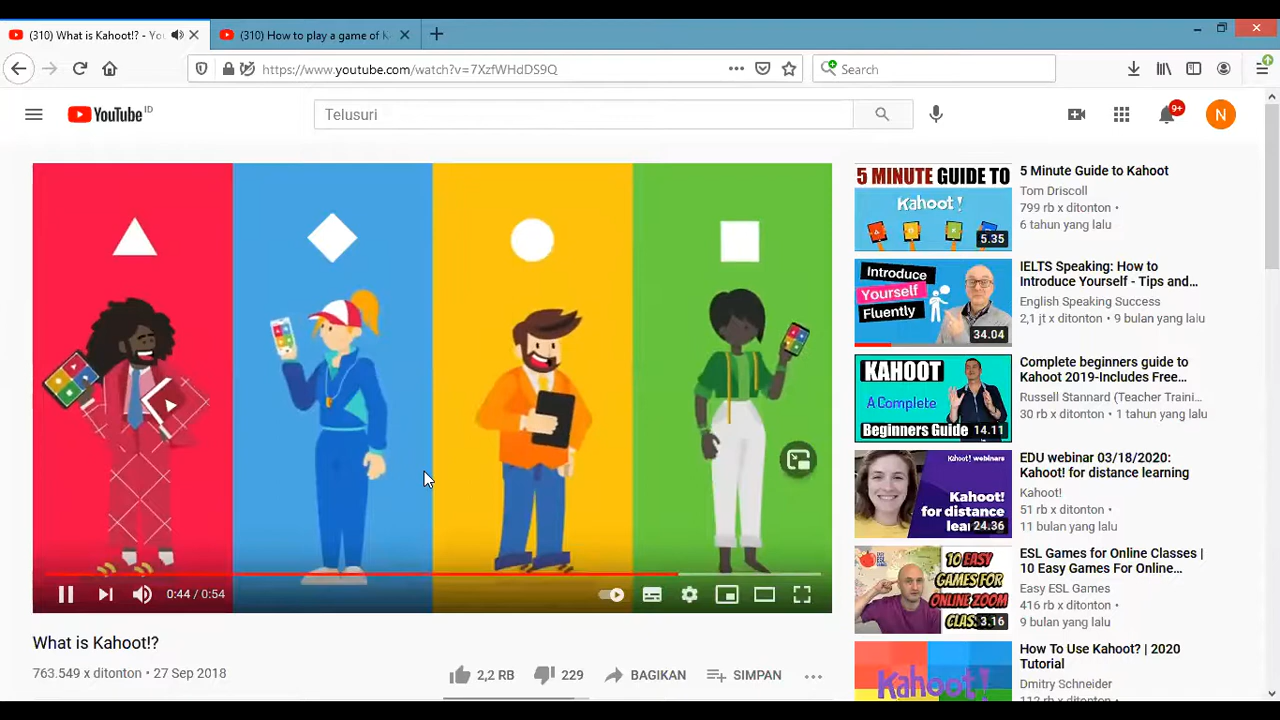 (310) What is Kahoot!? - You
(310) How to play a game of K
https://www.youtube.com/watch?v=7XzfWHdDS9Q
Search
YouTube ID
Telusuri
9+
N
0:44 / 0:54
What is Kahoot!?
763.549 x ditonton • 27 Sep 2018
2,2 RB
229
BAGIKAN
SIMPAN
5 MINUTE GUIDE TO
Kahoot!
5.35
5 Minute Guide to Kahoot
Tom Driscoll
799 rb x ditonton •
6 tahun yang lalu
Introduce
Yourself
Fluently
34.04
IELTS Speaking: How to
Introduce Yourself - Tips and...
English Speaking Success
2,1 jt x ditonton • 9 bulan yang lalu
KAHOOT
A Complete
Beginners Guide
14.11
Complete beginners guide to
Kahoot 2019-Includes Free...
Russell Stannard (Teacher Traini...
30 rb x ditonton • 1 tahun yang lalu
Kahoot! webinars
Kahoot!
for distance
lear
24.36
EDU webinar 03/18/2020:
Kahoot! for distance learning
Kahoot!
51 rb x ditonton •
11 bulan yang lalu
10 EASY
GAMES FOR
ONLINE ZOOM
CLAS
3.16
ESL Games for Online Classes |
10 Easy Games For Online...
Easy ESL Games
416 rb x ditonton •
9 bulan yang lalu
Kahoot!
How To Use Kahoot? | 2020
Tutorial
Dmitry Schneider
112 rb x ditonton •